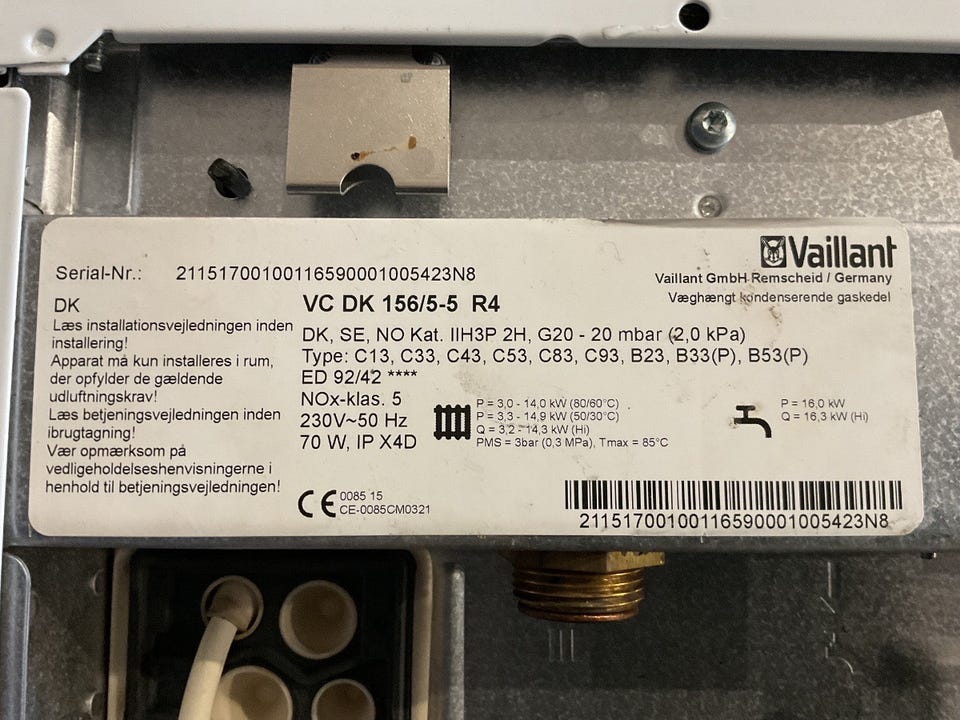 Vaillant
Vaillant GmbH Remscheid / Germany
Væghængt kondenserende gaskedel
Serial-Nr.: 21151700100116590001005423N8
DK
Læs installationsvejledningen inden
installering!
Apparat må kun installeres i rum,
der opfylder de gældende
udluftningskrav!
Læs betjeningsvejledningen inden
ibrugtagning!
Vær opmærksom på
vedligeholdelseshenvisningerne i
henhold til betjeningsvejledningen!
VC DK 156/5-5 R4
DK, SE, NO Kat. IIH3P 2H, G20 - 20 mbar (2,0 kPa)
Type: C13, C33, C43, C53, C83, C93, B23, B33(P), B53(P)
ED 92/42 ****
NOx-klas. 5
230V~50 Hz
70 W, IP X4D
P = 3,0 - 14,0 kW (80/60°C)
P = 3,3 - 14,9 kW (50/30°C)
Q = 3,2 - 14,3 kW (Hi)
PMS = 3bar (0,3 MPa), Tmax = 85°C
P = 16,0 kW
Q = 16,3 kW (Hi)
CE 0085 15
CE-0085CM0321
21151700100116590001005423N8